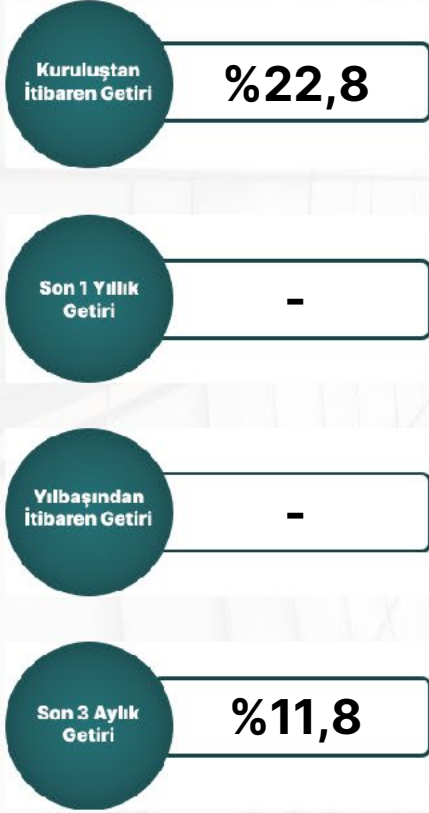 Kuruluştan
İtibaren Getiri
%22,8
Son 1 Yıllık
Getiri
-
Yılbaşından
İtibaren Getiri
-
Son 3 Aylık
Getiri
%11,8